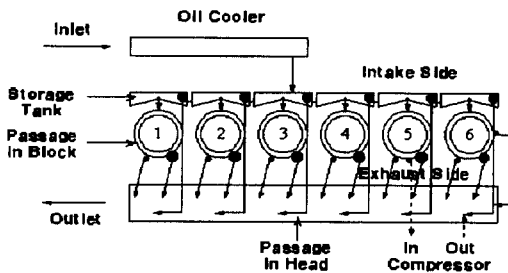 Oil Cooler
Inlet
Intake Side
Storage
Tank
Passage
in Block
1 2 3 4 5 6
Exhaust Side
Outlet
Passage
in Head
In Out
Compressor